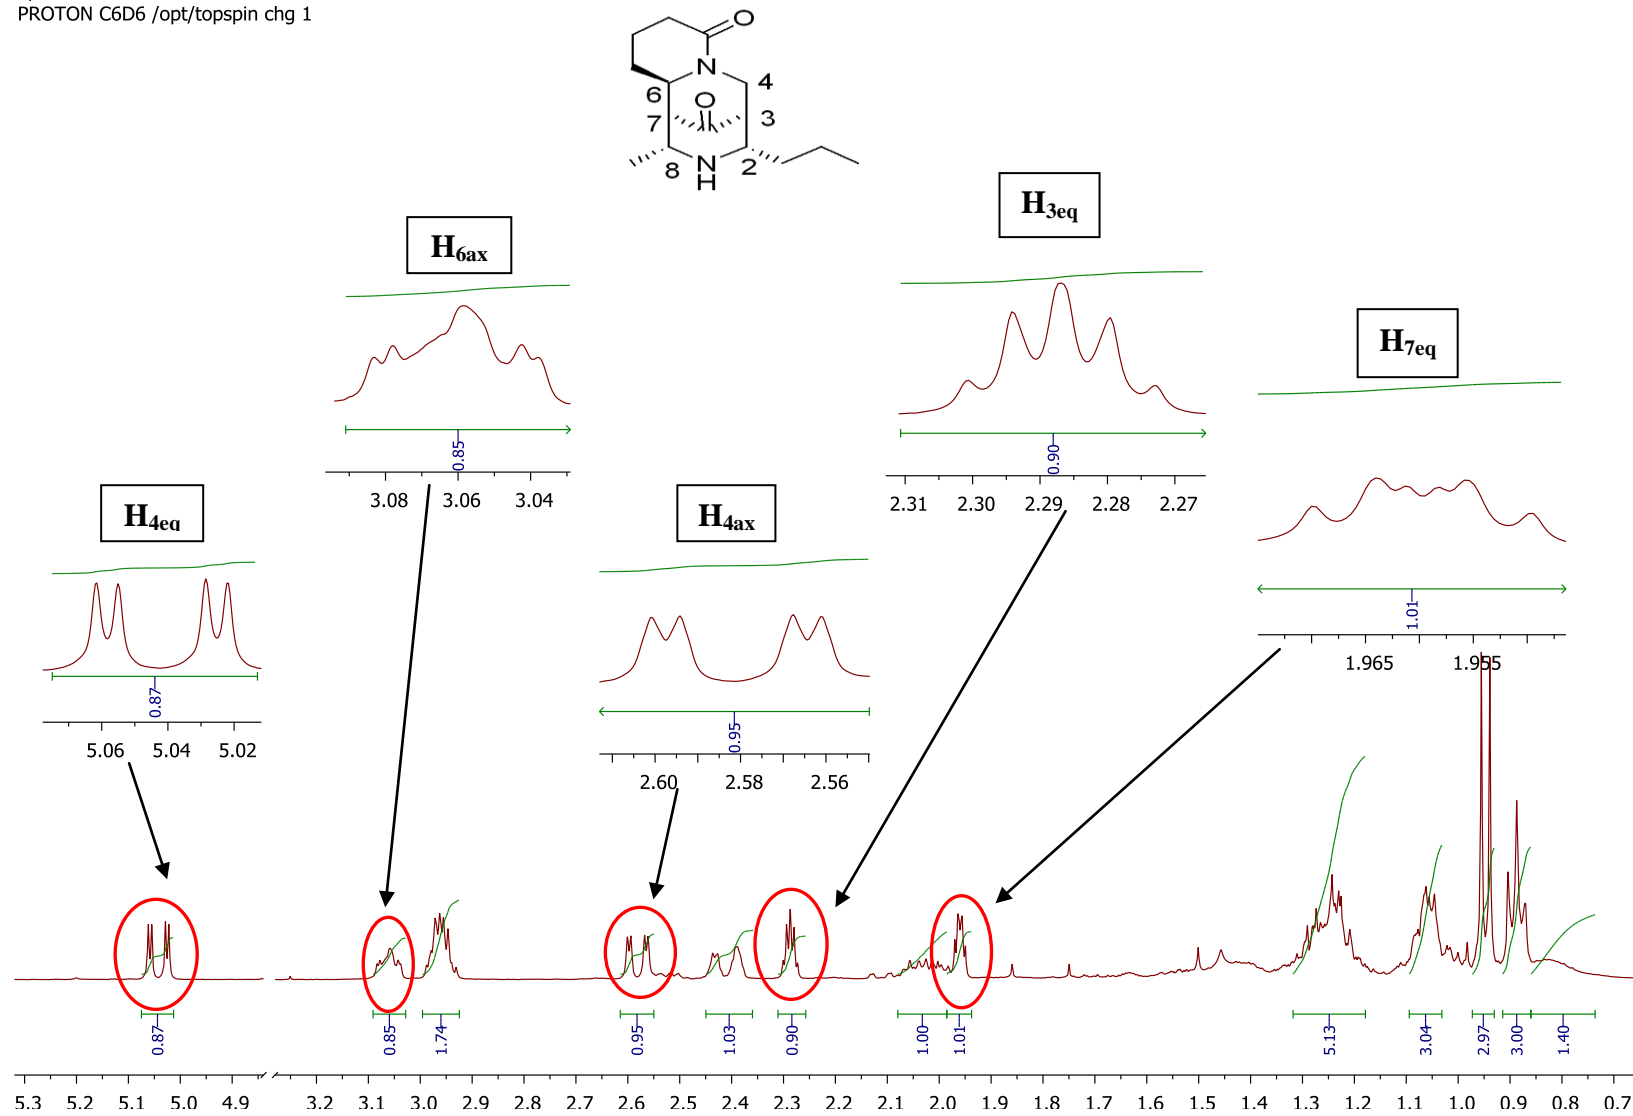 PROTON C6D6 /opt/topspin chg 1
O
N
4
6
O
7
3
8
N
H
2
H3eq
H6ax
H7eq
0.85
3.08 3.06 3.04
0.90
2.31 2.30 2.29 2.28 2.27
H4eq
H4ax
1.01
1.965 1.955
0.87
5.06 5.04 5.02
0.95
2.60 2.58 2.56
0.87
0.85
1.74
0.95
1.03
0.90
1.00
1.01
5.13
3.04
2.97
3.00
1.40
5.3 5.2 5.1 5.0 4.9 3.2 3.1 3.0 2.9 2.8 2.7 2.6 2.5 2.4 2.3 2.2 2.1 2.0 1.9 1.8 1.7 1.6 1.5 1.4 1.3 1.2 1.1 1.0 0.9 0.8 0.7